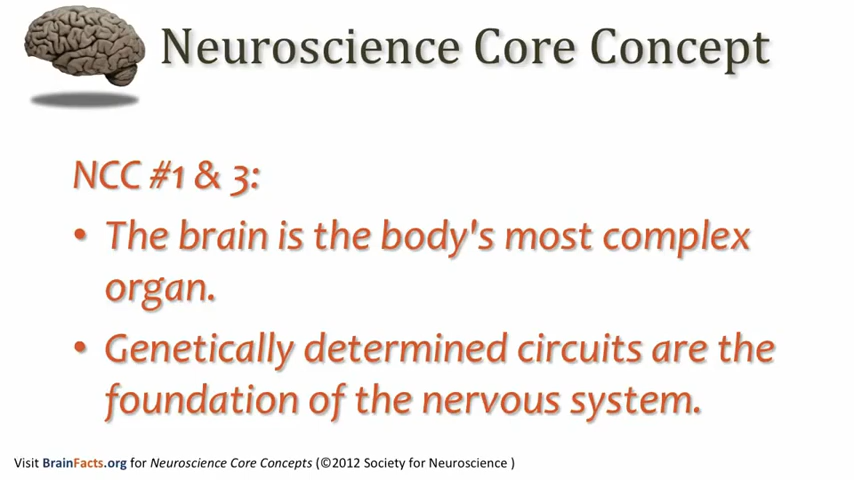 Neuroscience Core Concept
NCC #1 & 3:
• The brain is the body's most complex
organ.
• Genetically determined circuits are the
foundation of the nervous system.
Visit BrainFacts.org for Neuroscience Core Concepts (©2012 Society for Neuroscience )